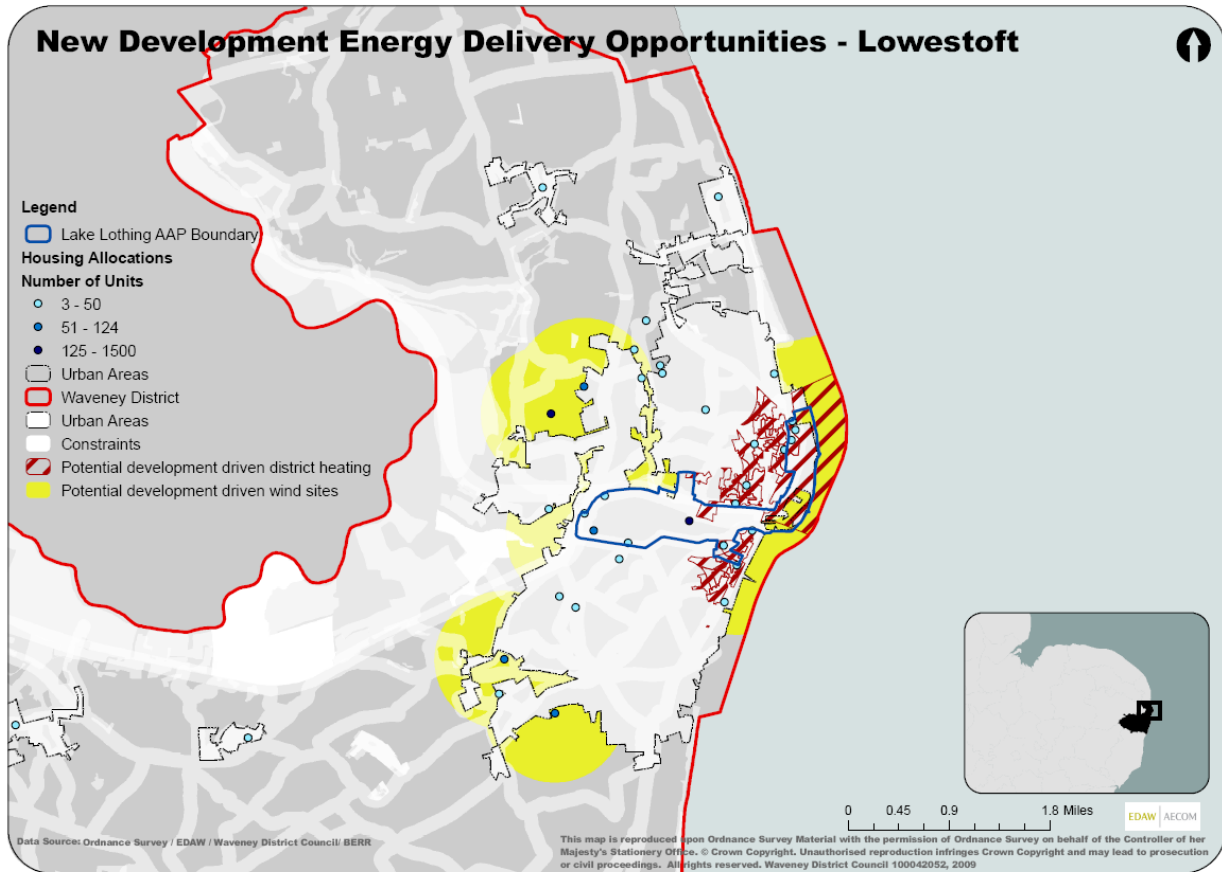 New Development Energy Delivery Opportunities - Lowestoft
Legend
Lake Lothing AAP Boundary
Housing Allocations
Number of Units
3 - 50
51 - 124
125 - 1500
Urban Areas
Waveney District
Urban Areas
Constraints
Potential development driven district heating
Potential development driven wind sites
0 0.45 0.9 1.8 Miles
EDAW AECOM
Data Source: Ordnance Survey / EDAW / Waveney District Council/ BERR
This map is reproduced upon Ordnance Survey Material with the permission of Ordnance Survey on behalf of the Controller of her
Majesty's Stationery Office. © Crown Copyright. Unauthorised reproduction infringes Crown Copyright and may lead to prosecution
or civil proceedings. All rights reserved. Waveney District Council 100042052, 2009